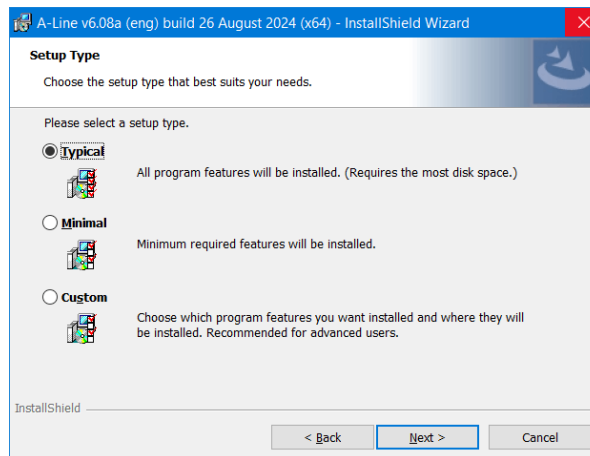 A-Line v6.08a (eng) build 26 August 2024 (x64) - InstallShield Wizard
Setup Type
Choose the setup type that best suits your needs.
Please select a setup type.
Typical
All program features will be installed. (Requires the most disk space.)
Minimal
Minimum required features will be installed.
Custom
Choose which program features you want installed and where they will
be installed. Recommended for advanced users.
InstallShield
< Back
Next >
Cancel